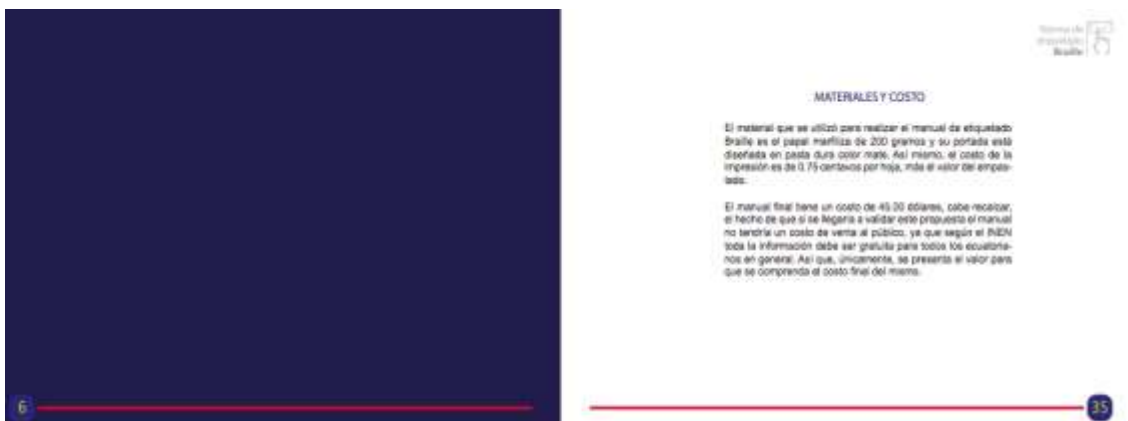 Norma de
etiquetado
Braille
MATERIALES Y COSTO
El material que se utilizó para realizar el manual de etiquetado
Braille es el papel marfiliza de 200 gramos y su portada está
diseñada en pasta dura color mate. Así mismo, el costo de la
impresión es de 0.75 centavos por hoja, más el valor del empas-
tado.
El manual final tiene un costo de 45.00 dólares, cabe recalcar,
el hecho de que si se llegaría a validar este propuesta el manual
no tendría un costo de venta al público, ya que según el INEN
toda la información debe ser gratuita para todos los ecuatoria-
nos en general. Así que, únicamente, se presenta el valor para
que se comprenda el costo final del mismo.
6
35